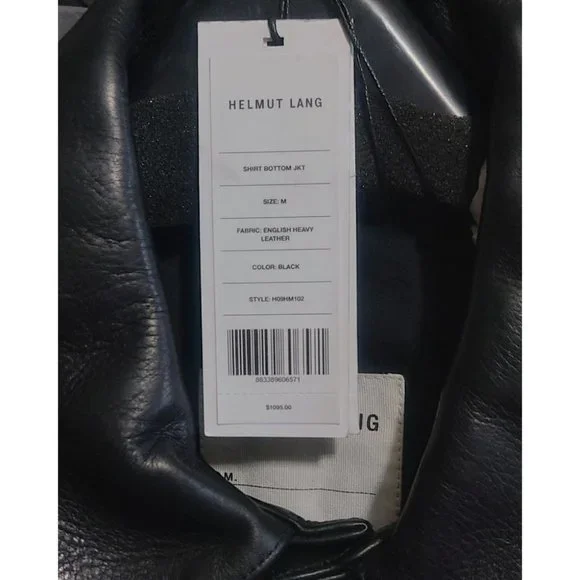 HELMUT LANG
SHIRT BOTTOM JKT
SIZE: M
FABRIC: ENGLISH HEAVY
LEATHER
COLOR: BLACK
STYLE: H09HM102
883389606571
$1095.00
NG
M.